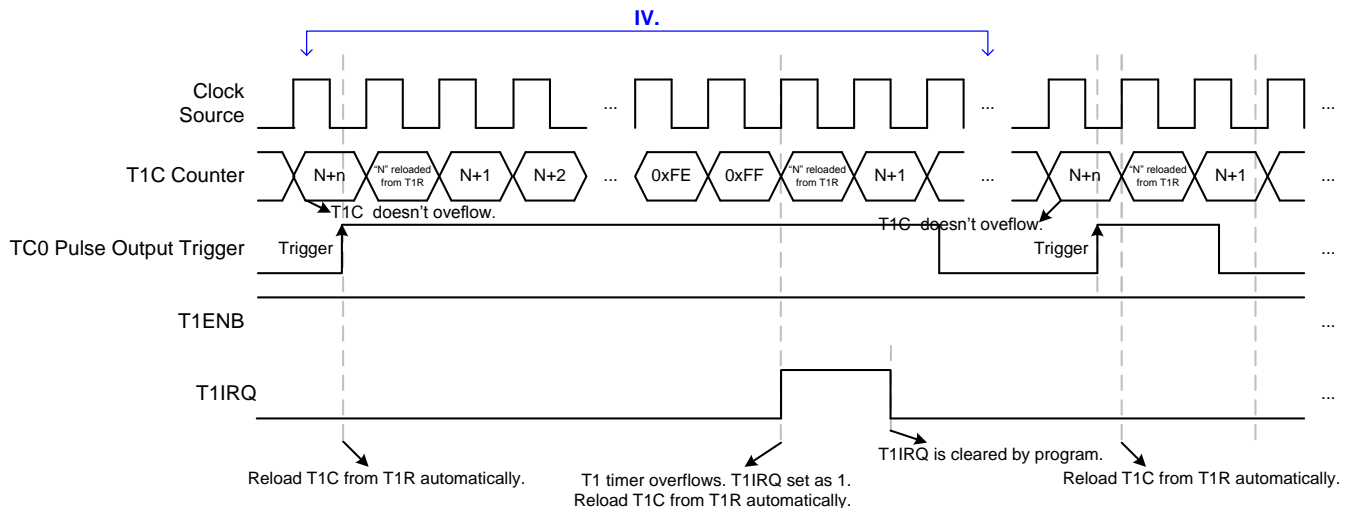 IV.
Clock
Source
...
...
...
T1C Counter
N+n
"N" reloaded
from T1R
N+1
N+2
...
0xFE
0xFF
"N" reloaded
from T1R
N+1
...
N+n
"N" reloaded
from T1R
N+1
...
T1C doesn't oveflow.
T1C doesn't oveflow.
TC0 Pulse Output Trigger
Trigger
Trigger
...
T1ENB
...
T1IRQ
...
T1IRQ is cleared by program.
Reload T1C from T1R automatically.
T1 timer overflows. T1IRQ set as 1.
Reload T1C from T1R automatically.
Reload T1C from T1R automatically.